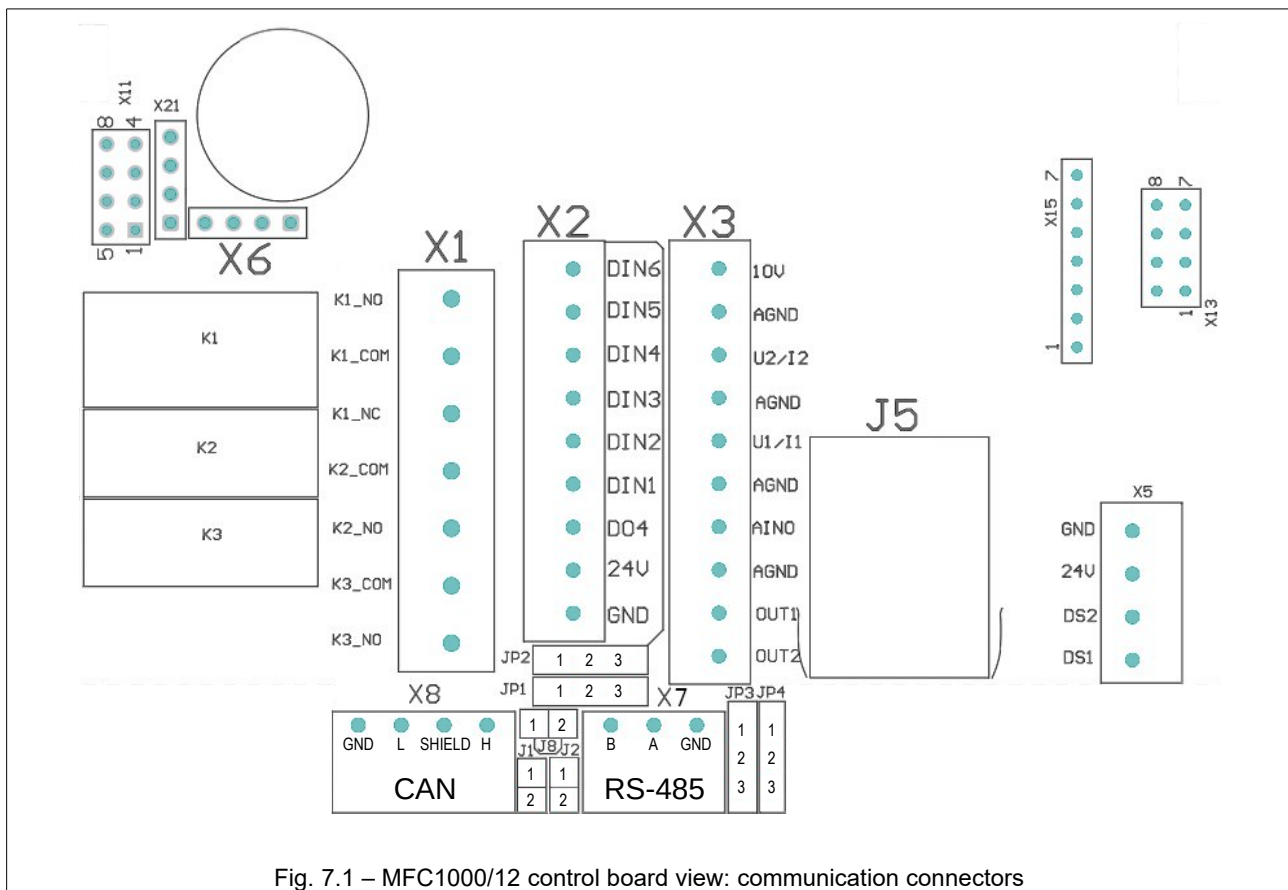 X11
X21
8 4
5 1
X6
X1
X2
X3
K1
K2
K3
K1_NO
K1_COM
K1_NC
K2_COM
K2_NO
K3_COM
K3_NO
DIN6
DIN5
DIN4
DIN3
DIN2
DIN1
DO4
24V
GND
10V
AGND
U2/I2
AGND
U1/I1
AGND
AINO
AGND
OUT1
OUT2
J5
7
X15
1
8 7
1
X13
X5
GND
24V
DS2
DS1
JP2 1 2 3
JP1 1 2 3
X8
X7
JP3 JP4
GND L SHIELD H
CAN
1 2
J1 J8 J2
1 1
2 2
B A GND
RS-485
1 1
2 2
3 3
Fig. 7.1 – MFC1000/12 control board view: communication connectors